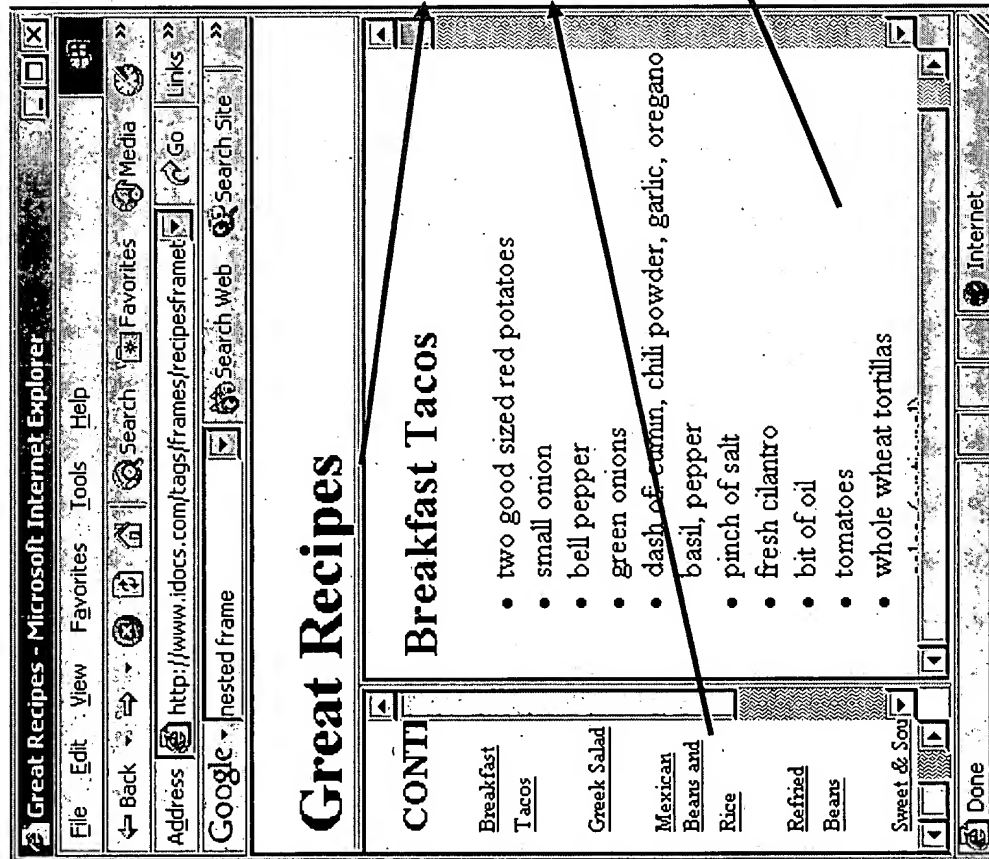 Great Recipes - Microsoft Internet Explorer
File Edit View Favorites Tools Help
Back Search Favorites Media »
Address http://www.idocs.com/tags/frames/recipesframet Go Links »
Google nested frame Search Web Search Site »
Great Recipes
CONTI
Breakfast
Tacos
Greek Salad
Mexican
Beans and
Rice
Refried
Beans
Sweet & Sou
Breakfast Tacos
• two good sized red potatoes
• small onion
• bell pepper
• green onions
• dash of: cumin, chili powder, garlic, oregano
basil, pepper
• pinch of salt
• fresh cilantro
• bit of oil
• tomatoes
• whole wheat tortillas
Done Internet